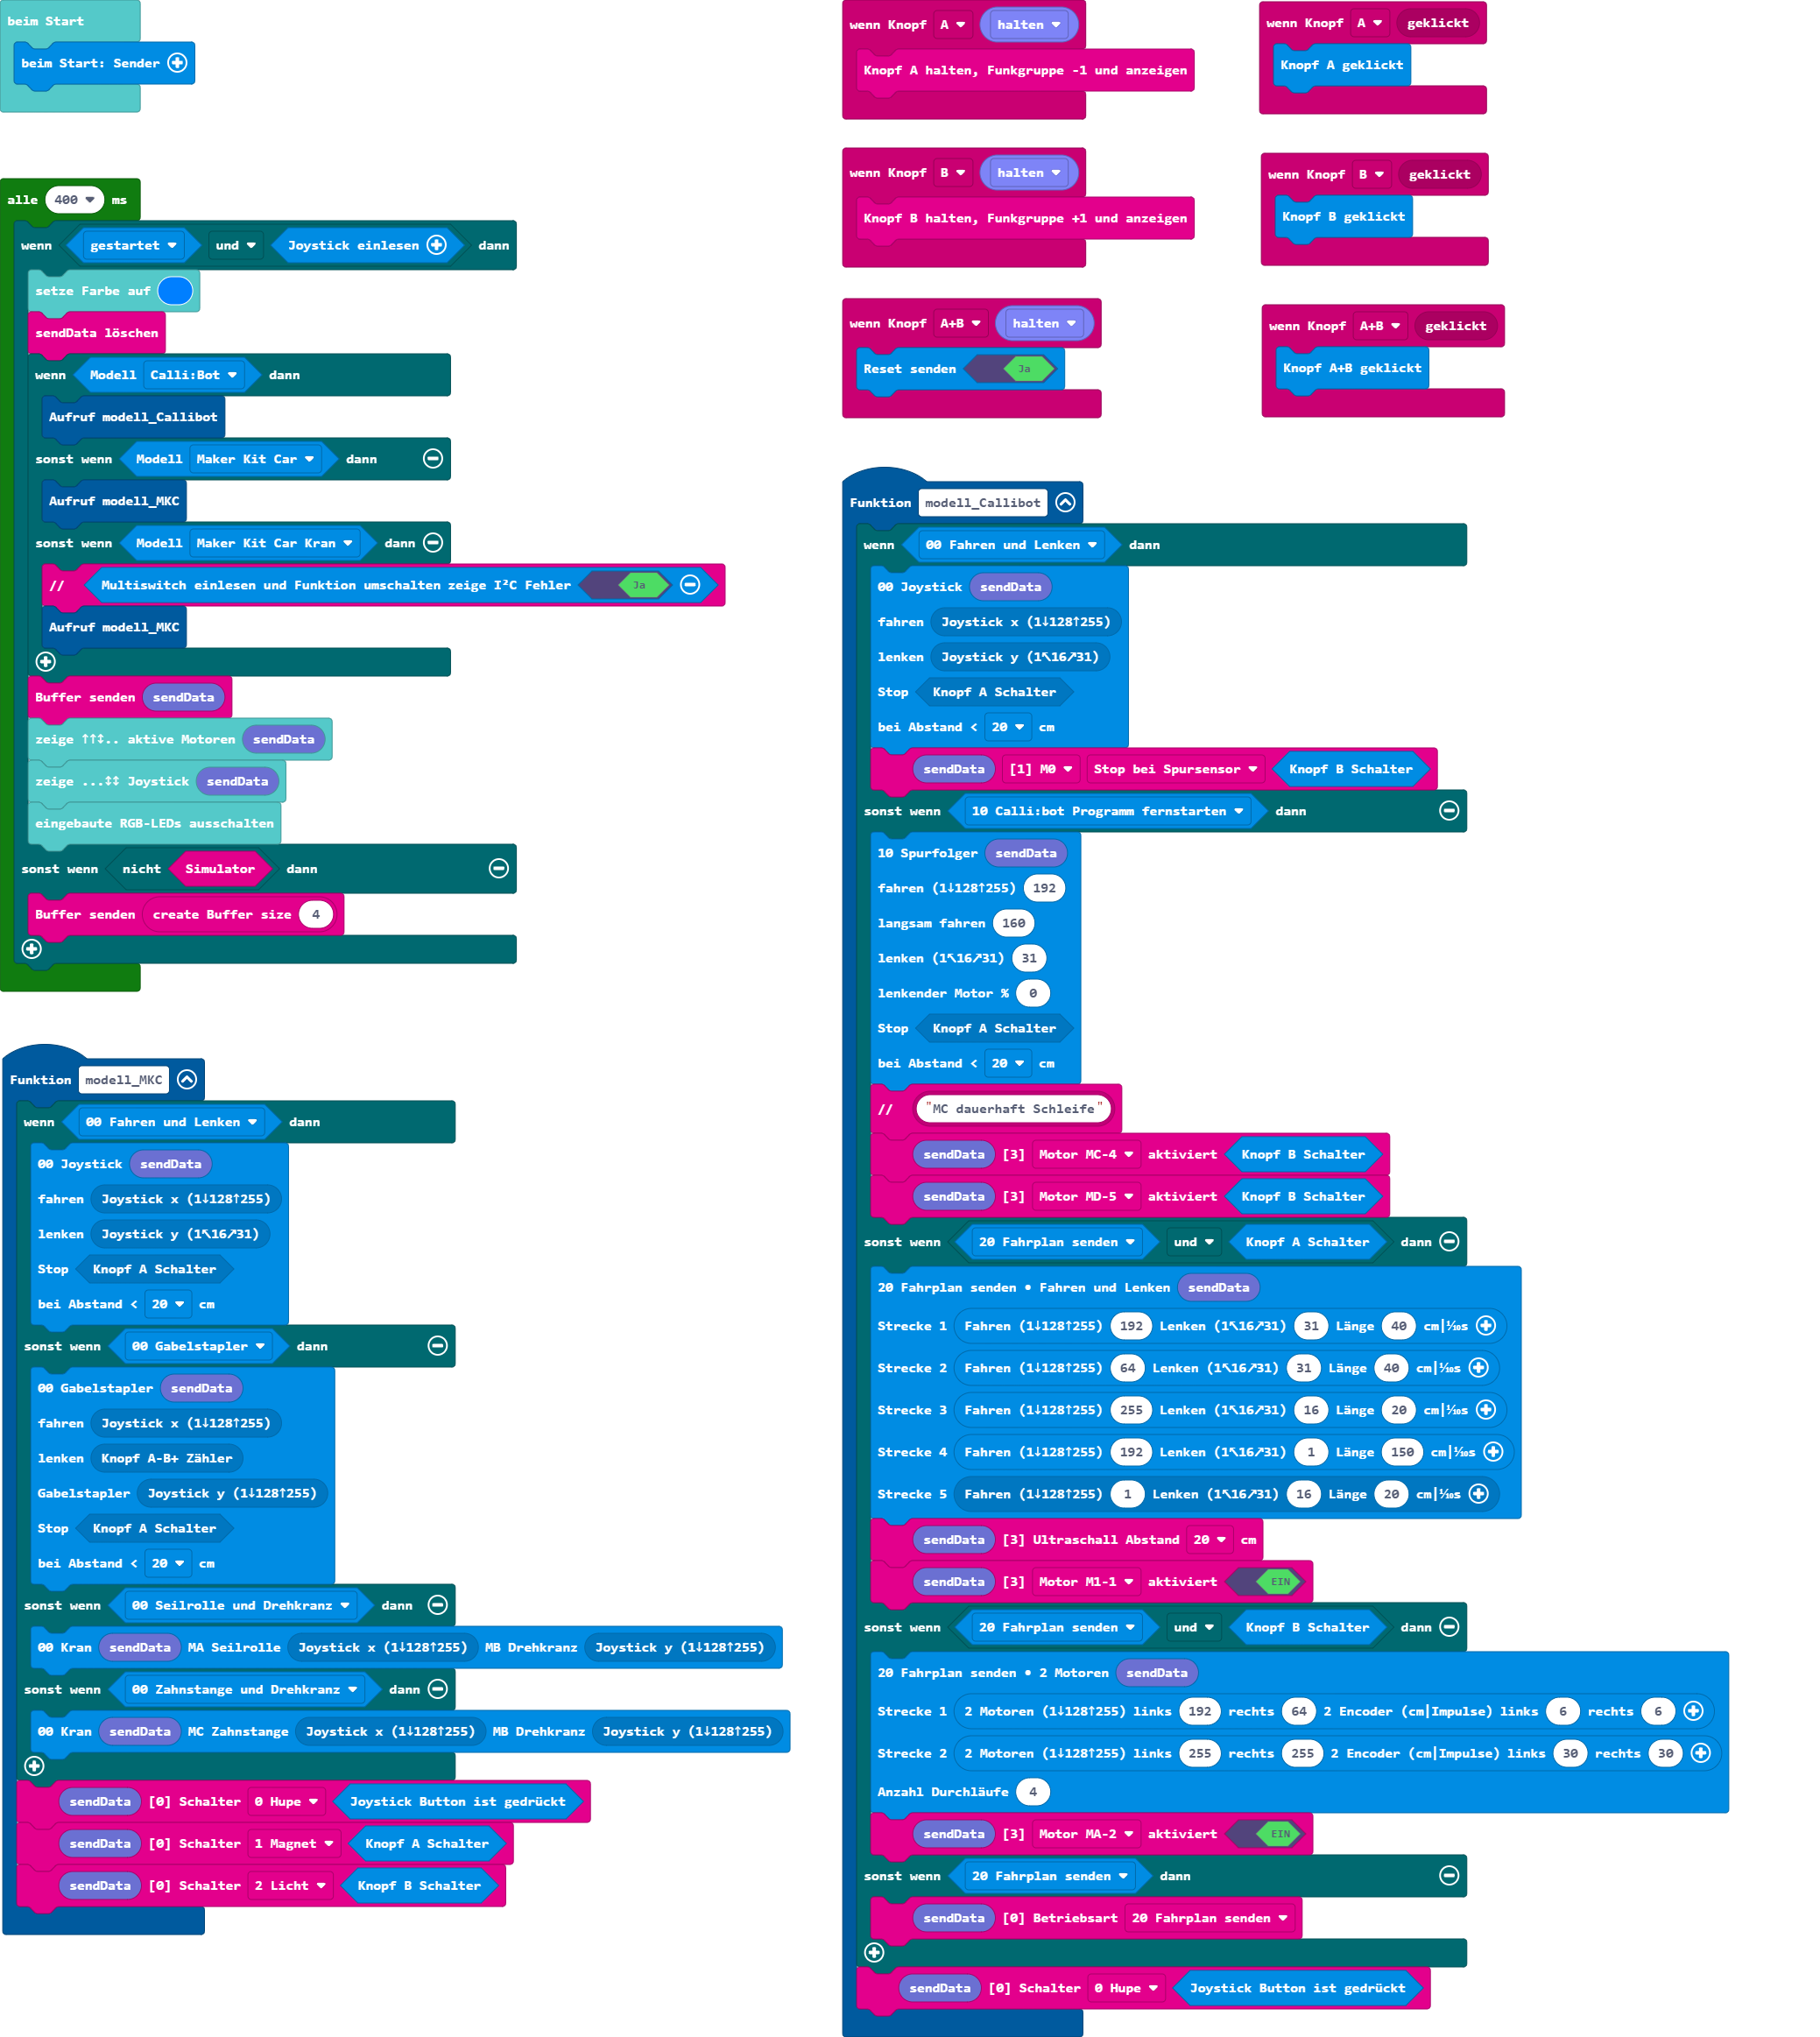 beim Start
beim Start: Sender
alle 400 ms
wenn gestartet und Joystick einlesen dann
setze Farbe auf
sendData löschen
wenn Modell Calli:Bot dann
Aufruf modell_Callibot
sonst wenn Modell Maker Kit Car dann
Aufruf modell_MKC
sonst wenn Modell Maker Kit Car Kran dann
// Multiswitch einlesen und Funktion umschalten zeige I²C Fehler Ja
Aufruf modell_MKC
Buffer senden sendData
zeige ↑↑↕.. aktive Motoren sendData
zeige ...↕↕ Joystick sendData
eingebaute RGB-LEDs ausschalten
sonst wenn nicht Simulator dann
Buffer senden create Buffer size 4
Funktion modell_MKC
wenn 00 Fahren und Lenken dann
00 Joystick sendData
fahren Joystick x (1↓128↑255)
lenken Joystick y (1↖16↗31)
Stop Knopf A Schalter
bei Abstand < 20 cm
sonst wenn 00 Gabelstapler dann
00 Gabelstapler sendData
fahren Joystick x (1↓128↑255)
lenken Knopf A-B+ Zähler
Gabelstapler Joystick y (1↓128↑255)
Stop Knopf A Schalter
bei Abstand < 20 cm
sonst wenn 00 Seilrolle und Drehkranz dann
00 Kran sendData MA Seilrolle Joystick x (1↓128↑255) MB Drehkranz Joystick y (1↓128↑255)
sonst wenn 00 Zahnstange und Drehkranz dann
00 Kran sendData MC Zahnstange Joystick x (1↓128↑255) MB Drehkranz Joystick y (1↓128↑255)
sendData [0] Schalter 0 Hupe Joystick Button ist gedrückt
sendData [0] Schalter 1 Magnet Knopf A Schalter
sendData [0] Schalter 2 Licht Knopf B Schalter
wenn Knopf A halten
Knopf A halten, Funkgruppe -1 und anzeigen
wenn Knopf A geklickt
Knopf A geklickt
wenn Knopf B halten
Knopf B halten, Funkgruppe +1 und anzeigen
wenn Knopf B geklickt
Knopf B geklickt
wenn Knopf A+B halten
Reset senden Ja
wenn Knopf A+B geklickt
Knopf A+B geklickt
Funktion modell_Callibot
wenn 00 Fahren und Lenken dann
00 Joystick sendData
fahren Joystick x (1↓128↑255)
lenken Joystick y (1↖16↗31)
Stop Knopf A Schalter
bei Abstand < 20 cm
sendData [1] M0 Stop bei Spursensor Knopf B Schalter
sonst wenn 10 Calli:bot Programm fernstarten dann
10 Spurfolger sendData
fahren (1↓128↑255) 192
langsam fahren 160
lenken (1↖16↗31) 31
lenkender Motor % 0
Stop Knopf A Schalter
bei Abstand < 20 cm
// "MC dauerhaft Schleife"
sendData [3] Motor MC-4 aktiviert Knopf B Schalter
sendData [3] Motor MD-5 aktiviert Knopf B Schalter
sonst wenn 20 Fahrplan senden und Knopf A Schalter dann
20 Fahrplan senden • Fahren und Lenken sendData
Strecke 1 Fahren (1↓128↑255) 192 Lenken (1↖16↗31) 31 Länge 40 cm|⅒s
Strecke 2 Fahren (1↓128↑255) 64 Lenken (1↖16↗31) 31 Länge 40 cm|⅒s
Strecke 3 Fahren (1↓128↑255) 255 Lenken (1↖16↗31) 16 Länge 20 cm|⅒s
Strecke 4 Fahren (1↓128↑255) 192 Lenken (1↖16↗31) 1 Länge 150 cm|⅒s
Strecke 5 Fahren (1↓128↑255) 1 Lenken (1↖16↗31) 16 Länge 20 cm|⅒s
sendData [3] Ultraschall Abstand 20 cm
sendData [3] Motor M1-1 aktiviert EIN
sonst wenn 20 Fahrplan senden und Knopf B Schalter dann
20 Fahrplan senden • 2 Motoren sendData
Strecke 1 2 Motoren (1↓128↑255) links 192 rechts 64 2 Encoder (cm|Impulse) links 6 rechts 6
Strecke 2 2 Motoren (1↓128↑255) links 255 rechts 255 2 Encoder (cm|Impulse) links 30 rechts 30
Anzahl Durchläufe 4
sendData [3] Motor MA-2 aktiviert EIN
sonst wenn 20 Fahrplan senden dann
sendData [0] Betriebsart 20 Fahrplan senden
sendData [0] Schalter 0 Hupe Joystick Button ist gedrückt